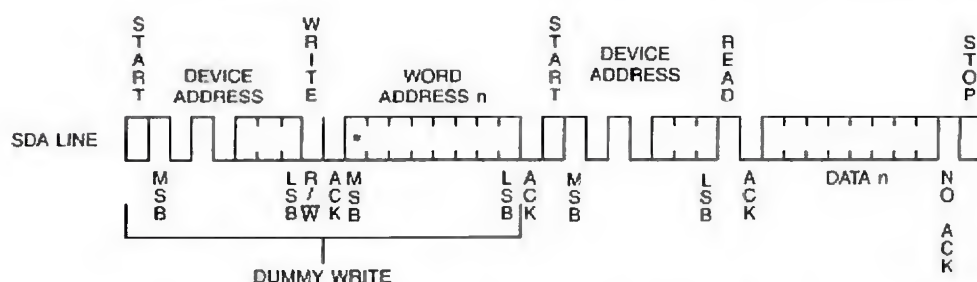 START
WRITE
START
READ
STOP
DEVICE ADDRESS
WORD ADDRESS n
DEVICE ADDRESS
SDA LINE
*
MSB
LSB
R/W
ACK
MSB
LSB
ACK
MSB
LSB
ACK
DATA n
NO ACK
DUMMY WRITE